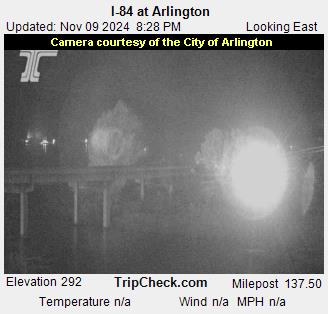 I-84 at Arlington
Updated: Nov 09 2024 8:28 PM Looking East
Camera courtesy of the City of Arlington
Elevation 292 TripCheck.com Milepost 137.50
Temperature n/a Wind n/a MPH n/a